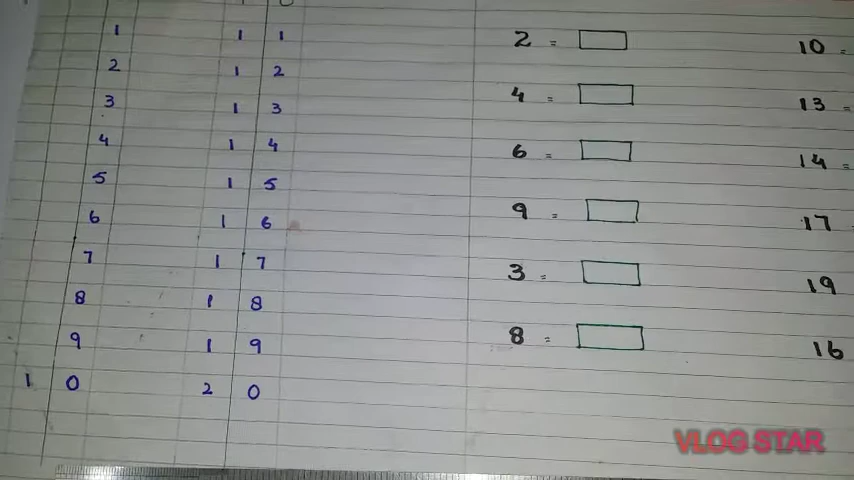 1 1 1 2 = 10 =
2 1 2 4 = 13 =
3 1 3 6 = 14 =
4 1 4 9 = 17
5 1 5 3 = 19
6 1 6 8 = 16
7 1 7
8 1 8
9 1 9
1 0 2 0
VLOG STAR